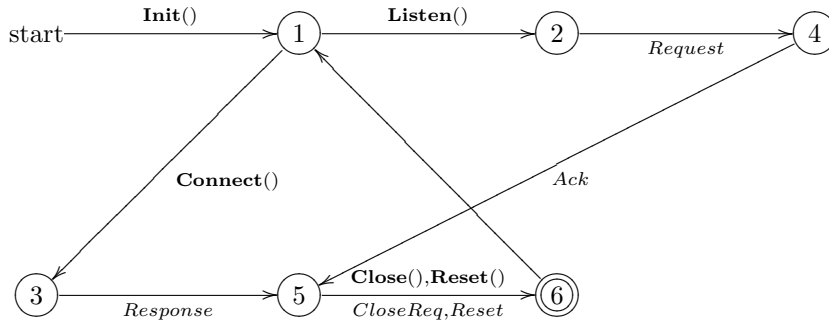 Init()
Listen()
start
1
2
4
Request
Connect()
Ack
Close(),Reset()
3
5
6
Response
CloseReq,Reset